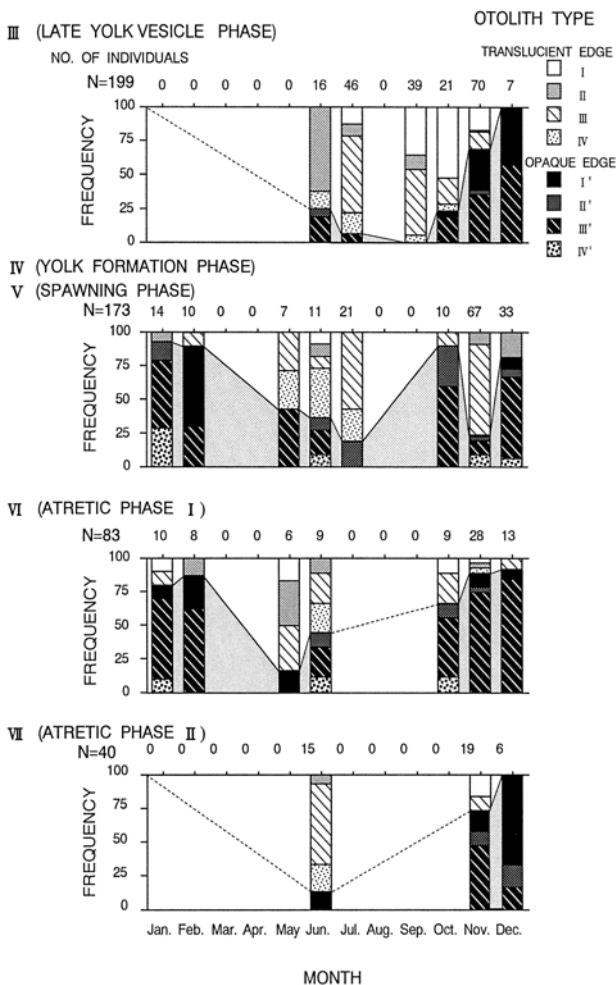 Ⅲ (LATE YOLK VESICLE PHASE)
NO. OF INDIVIDUALS
N=199 0 0 0 0 0 16 46 0 39 21 70 7
100
75
50
25
0
FREQUENCY
OTOLITH TYPE
TRANSLUCIENT EDGE
I
II
III
IV
OPAQUE EDGE
I'
II'
III'
IV'
Ⅳ (YOLK FORMATION PHASE)
Ⅴ (SPAWNING PHASE)
N=173
14 10 0 0 7 11 21 0 0 10 67 33
100
75
50
25
0
FREQUENCY
Ⅵ (ATRETIC PHASE Ⅰ)
N=83
10 8 0 0 6 9 0 0 0 9 28 13
100
75
50
25
0
FREQUENCY
Ⅶ (ATRETIC PHASE Ⅱ)
N=40
0 0 0 0 0 15 0 0 0 0 19 6
100
75
50
25
0
FREQUENCY
Jan. Feb. Mar. Apr. May Jun. Jul. Aug. Sep. Oct. Nov. Dec.
MONTH